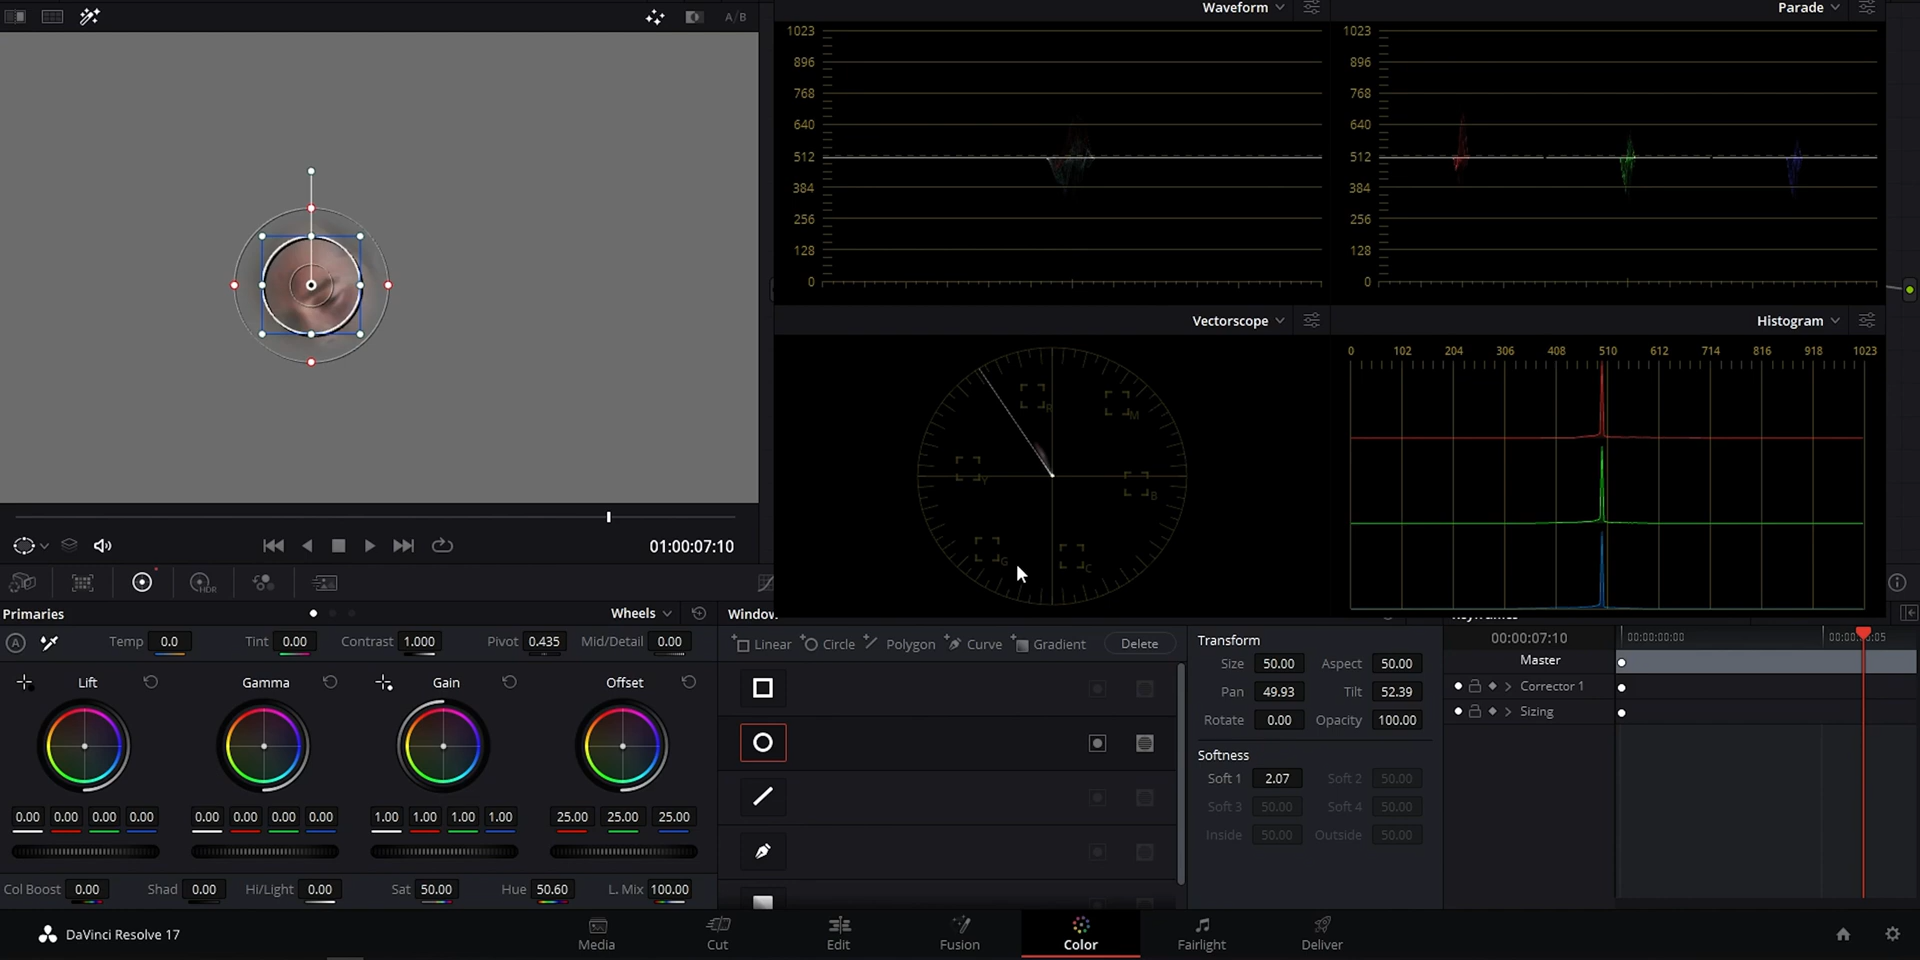 A/B
Waveform
Parade
1023
896
768
640
512
384
256
128
0
1023
896
768
640
512
384
256
128
0
Vectorscope
Histogram
0 102 204 306 408 510 612 714 816 918 1023
R
M
Y
B
G
C
01:00:07:10
HDR
Primaries
Wheels
Window
A
Temp 0.0 Tint 0.00 Contrast 1.000 Pivot 0.435 Mid/Detail 0.00
Lift Gamma Gain Offset
0.00 0.00 0.00 0.00 0.00 0.00 0.00 0.00 1.00 1.00 1.00 1.00 25.00 25.00 25.00
Col Boost 0.00 Shad 0.00 Hi/Light 0.00 Sat 50.00 Hue 50.60 L. Mix 100.00
Linear Circle Polygon Curve Gradient Delete
Transform
Size 50.00 Aspect 50.00
Pan 49.93 Tilt 52.39
Rotate 0.00 Opacity 100.00
Softness
Soft 1 2.07 Soft 2 50.00
Soft 3 50.00 Soft 4 50.00
Inside 50.00 Outside 50.00
Keyframes
00:00:07:10 00:00:00:00
Master
Corrector 1
Sizing
DaVinci Resolve 17
Media Cut Edit Fusion Color Fairlight Deliver